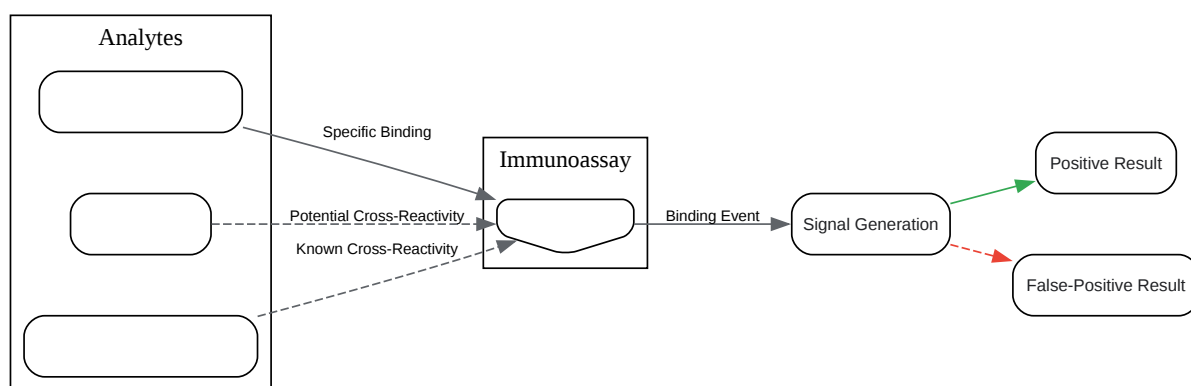 Analytes
Specific Binding
Immunoassay
Positive Result
Potential Cross-Reactivity
Binding Event
Signal Generation
Known Cross-Reactivity
False-Positive Result